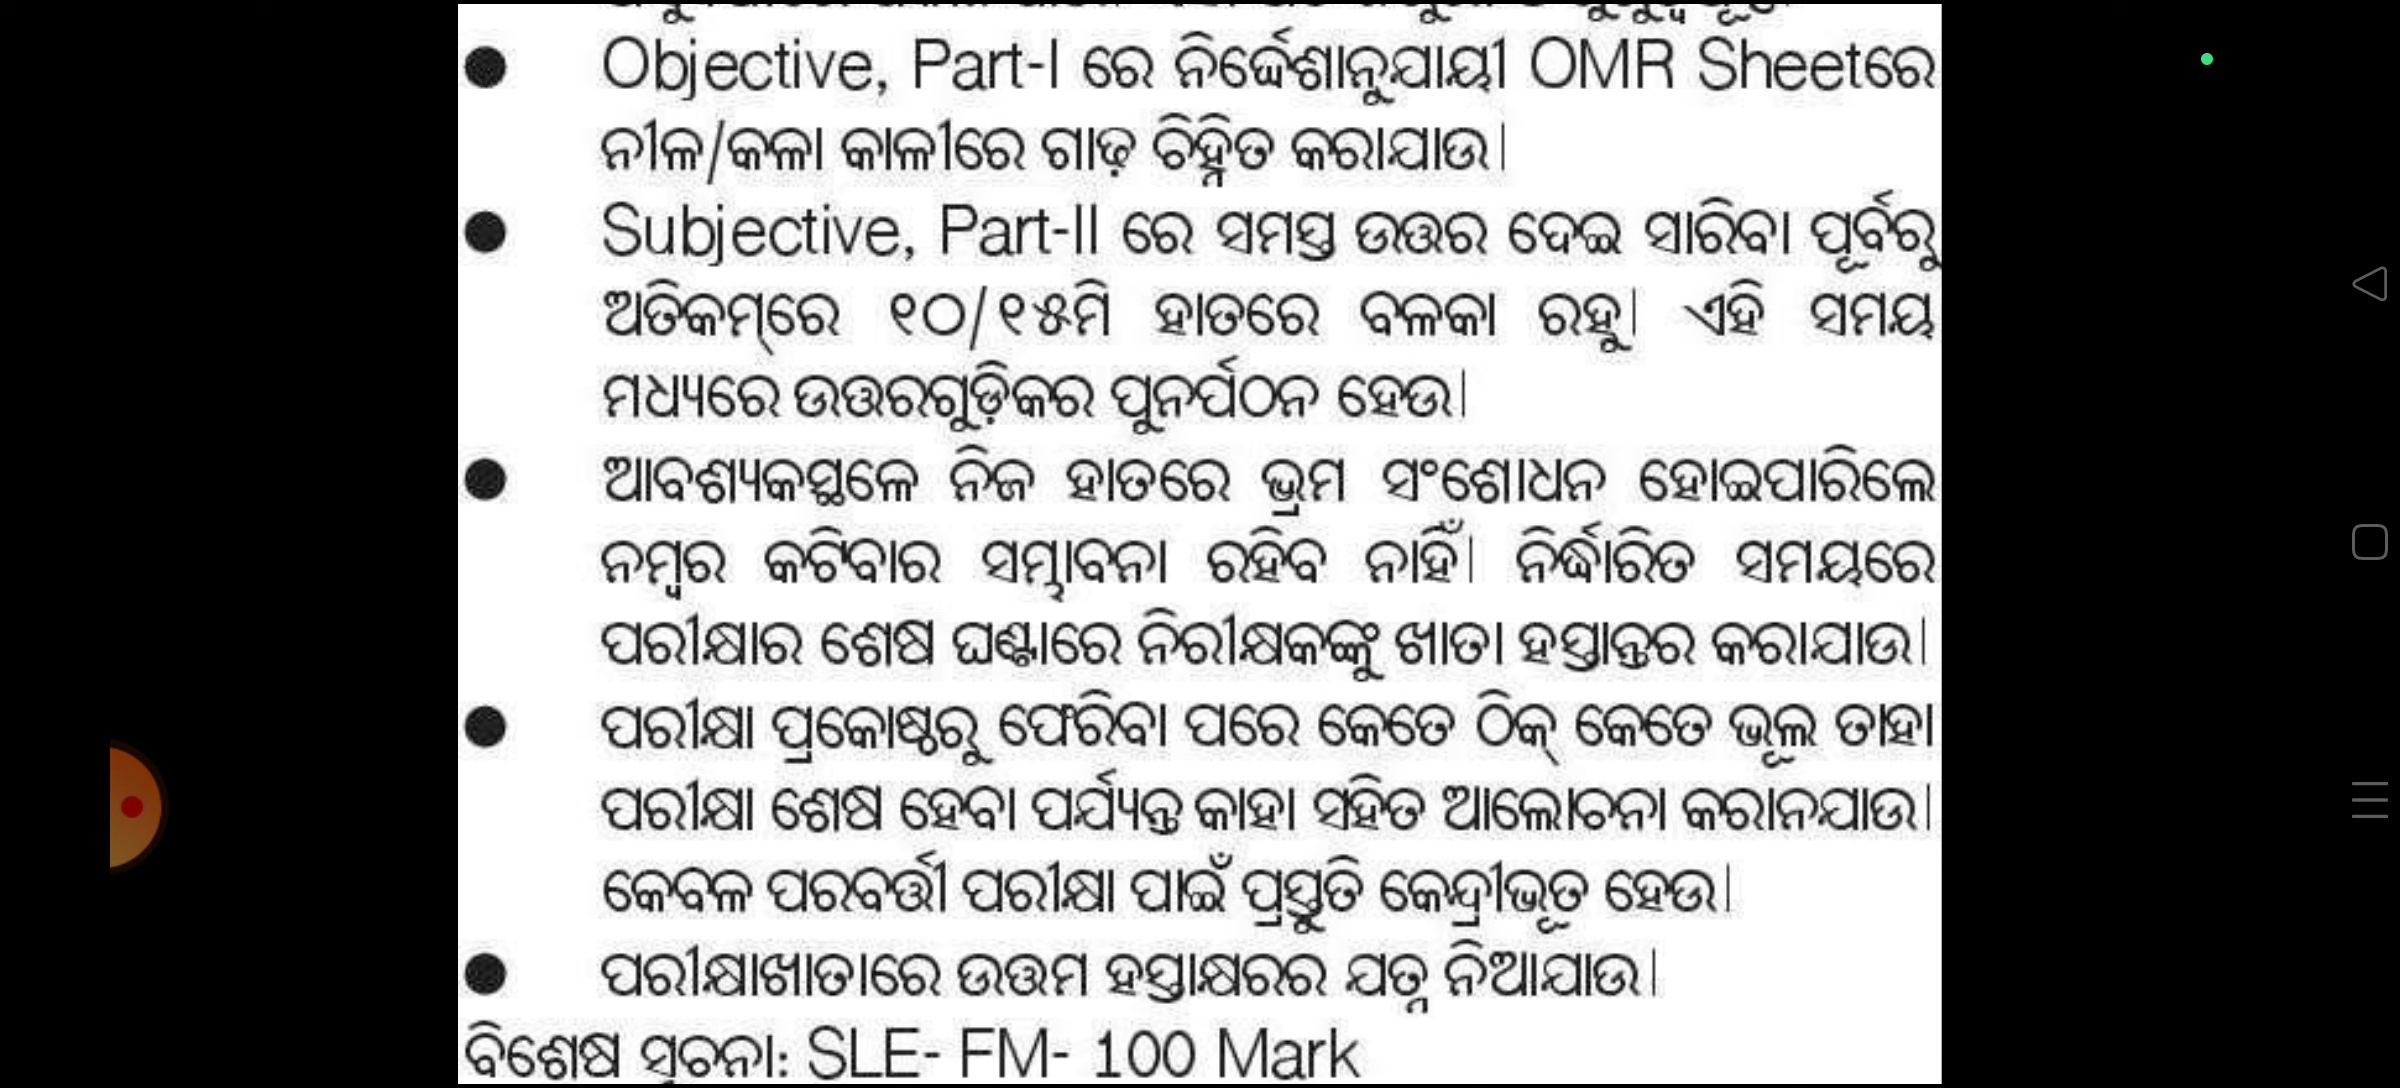 ● Objective, Part-I ରେ ନିର୍ଦ୍ଦେଶାନୁଯାୟୀ OMR Sheetରେ
ନୀଳ/କଳା କାଳୀରେ ଗାଢ଼ ଚିହ୍ନିତ କରାଯାଉ।
● Subjective, Part-II ରେ ସମସ୍ତ ଉତ୍ତର ଦେଇ ସାରିବା ପୂର୍ବରୁ
ଅତିକମ୍‌ରେ ୧୦/୧୫ମି ହାତରେ ବଳକା ରହୁ। ଏହି ସମୟ
ମଧ୍ୟରେ ଉତ୍ତରଗୁଡ଼ିକର ପୁନର୍ପଠନ ହେଉ।
● ଆବଶ୍ୟକସ୍ଥଳେ ନିଜ ହାତରେ ଭ୍ରମ ସଂଶୋଧନ ହୋଇପାରିଲେ
ନମ୍ବର କଟିବାର ସମ୍ଭାବନା ରହିବ ନାହିଁ। ନିର୍ଦ୍ଧାରିତ ସମୟରେ
ପରୀକ୍ଷାର ଶେଷ ଘଣ୍ଟାରେ ନିରୀକ୍ଷକଙ୍କୁ ଖାତା ହସ୍ତାନ୍ତର କରାଯାଉ।
● ପରୀକ୍ଷା ପ୍ରକୋଷ୍ଠରୁ ଫେରିବା ପରେ କେତେ ଠିକ୍ କେତେ ଭୂଲ ତାହା
ପରୀକ୍ଷା ଶେଷ ହେବା ପର୍ଯ୍ୟନ୍ତ କାହା ସହିତ ଆଲୋଚନା କରାନଯାଉ।
କେବଳ ପରବର୍ତ୍ତୀ ପରୀକ୍ଷା ପାଇଁ ପ୍ରସ୍ତୁତି କେନ୍ଦ୍ରୀଭୂତ ହେଉ।
● ପରୀକ୍ଷାଖାତାରେ ଉତ୍ତମ ହସ୍ତାକ୍ଷରର ଯତ୍ନ ନିଆଯାଉ।
ବିଶେଷ ସୂଚନା: SLE- FM- 100 Mark